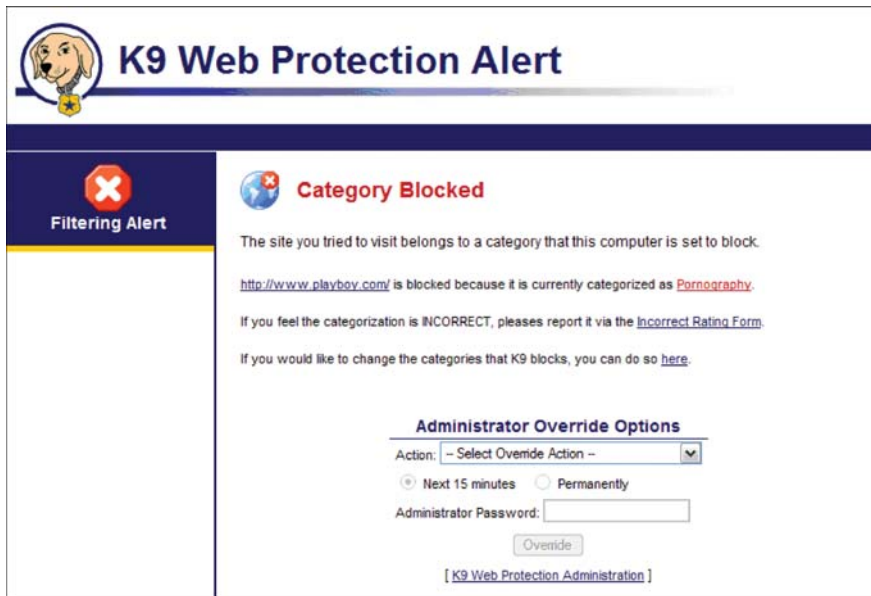 K9 Web Protection Alert
Filtering Alert
Category Blocked
The site you tried to visit belongs to a category that this computer is set to block.
http://www.playboy.com/ is blocked because it is currently categorized as Pornography.
If you feel the categorization is INCORRECT, pleases report it via the Incorrect Rating Form.
If you would like to change the categories that K9 blocks, you can do so here.
Administrator Override Options
Action: -- Select Override Action --
Next 15 minutes Permanently
Administrator Password:
Override
[ K9 Web Protection Administration ]